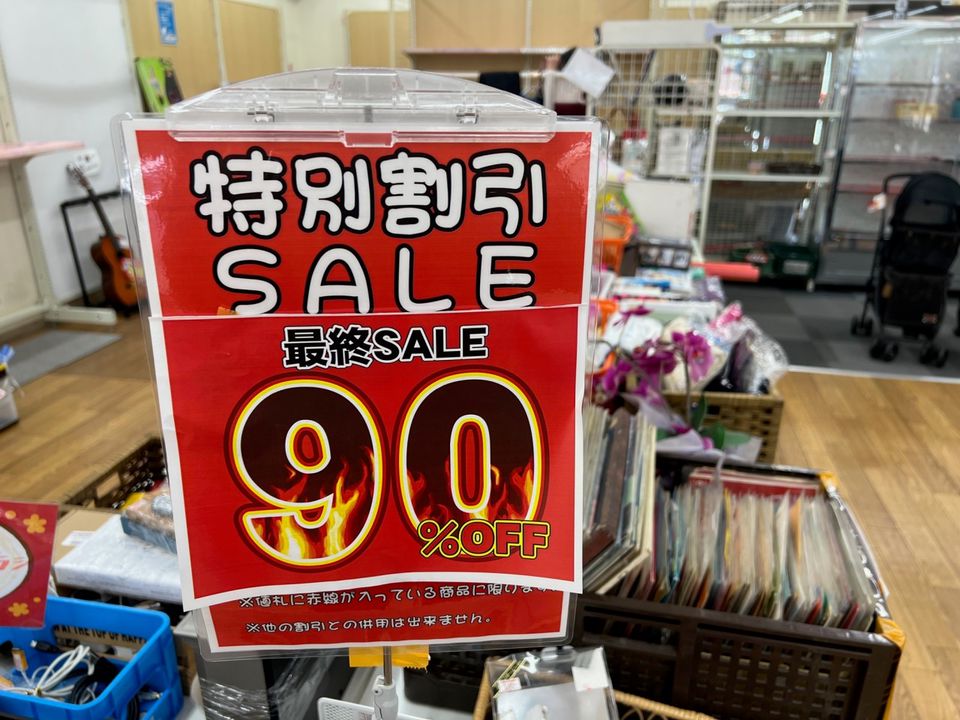 特別割引
SALE
最終SALE
90
%OFF
※値札に赤線が入っている商品に限ります
※他の割引との併用は出来ません。